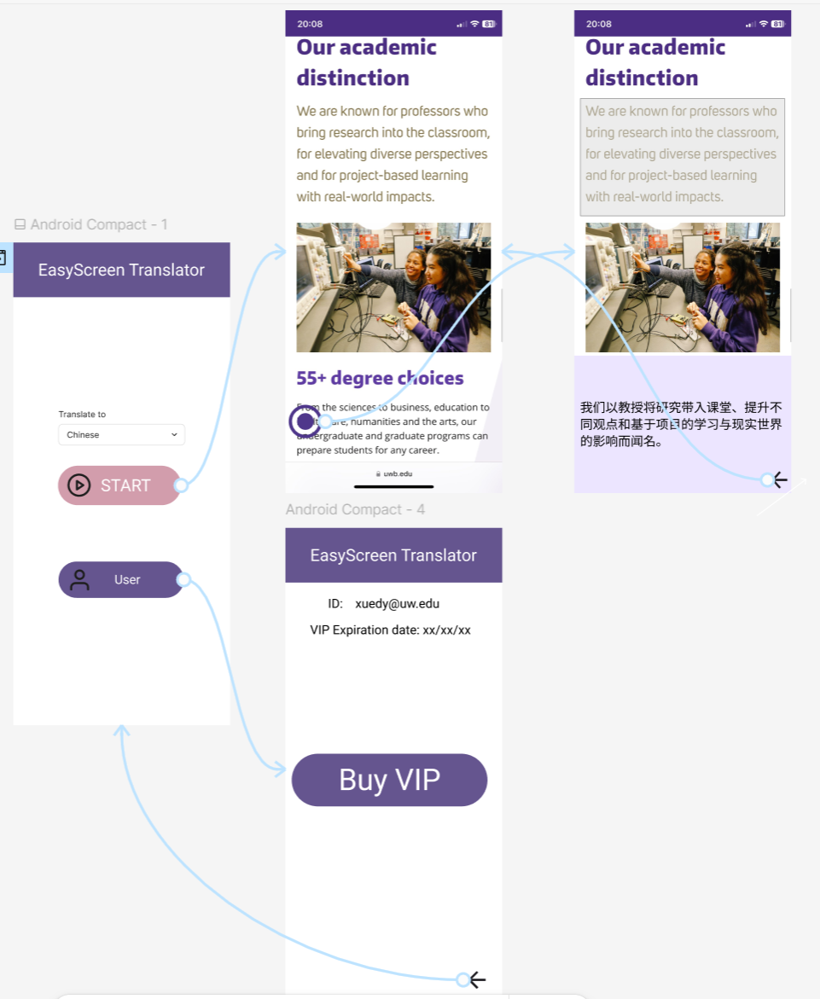 Android Compact - 1
EasyScreen Translator
Translate to
Chinese
START
User
20:08
81
Our academic
distinction
We are known for professors who
bring research into the classroom,
for elevating diverse perspectives
and for project-based learning
with real-world impacts.
55+ degree choices
From the sciences to business, education to
are, humanities and the arts, our
undergraduate and graduate programs can
prepare students for any career.
uwb.edu
20:08
81
Our academic
distinction
We are known for professors who
bring research into the classroom,
for elevating diverse perspectives
and for project-based learning
with real-world impacts.
我们以教授将研究带入课堂、提升不
同观点和基于项目的学习与现实世界
的影响而闻名。
Android Compact - 4
EasyScreen Translator
ID: xuedy@uw.edu
VIP Expiration date: xx/xx/xx
Buy VIP